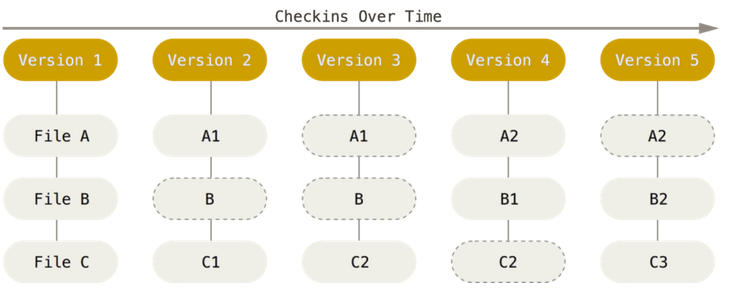 Checkins Over Time
Version 1 Version 2 Version 3 Version 4 Version 5
File A A1 A1 A2 A2
File B B B B1 B2
File C C1 C2 C2 C3